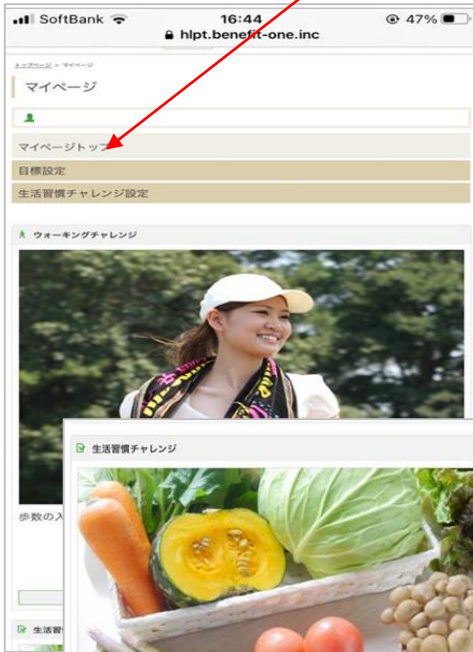 SoftBank 16:44 47%
hlpt.benefit-one.inc
トップページ > マイページ
マイページ
マイページトップ
目標設定
生活習慣チャレンジ設定
ウォーキングチャレンジ
生活習慣チャレンジ
歩数の入
生活習